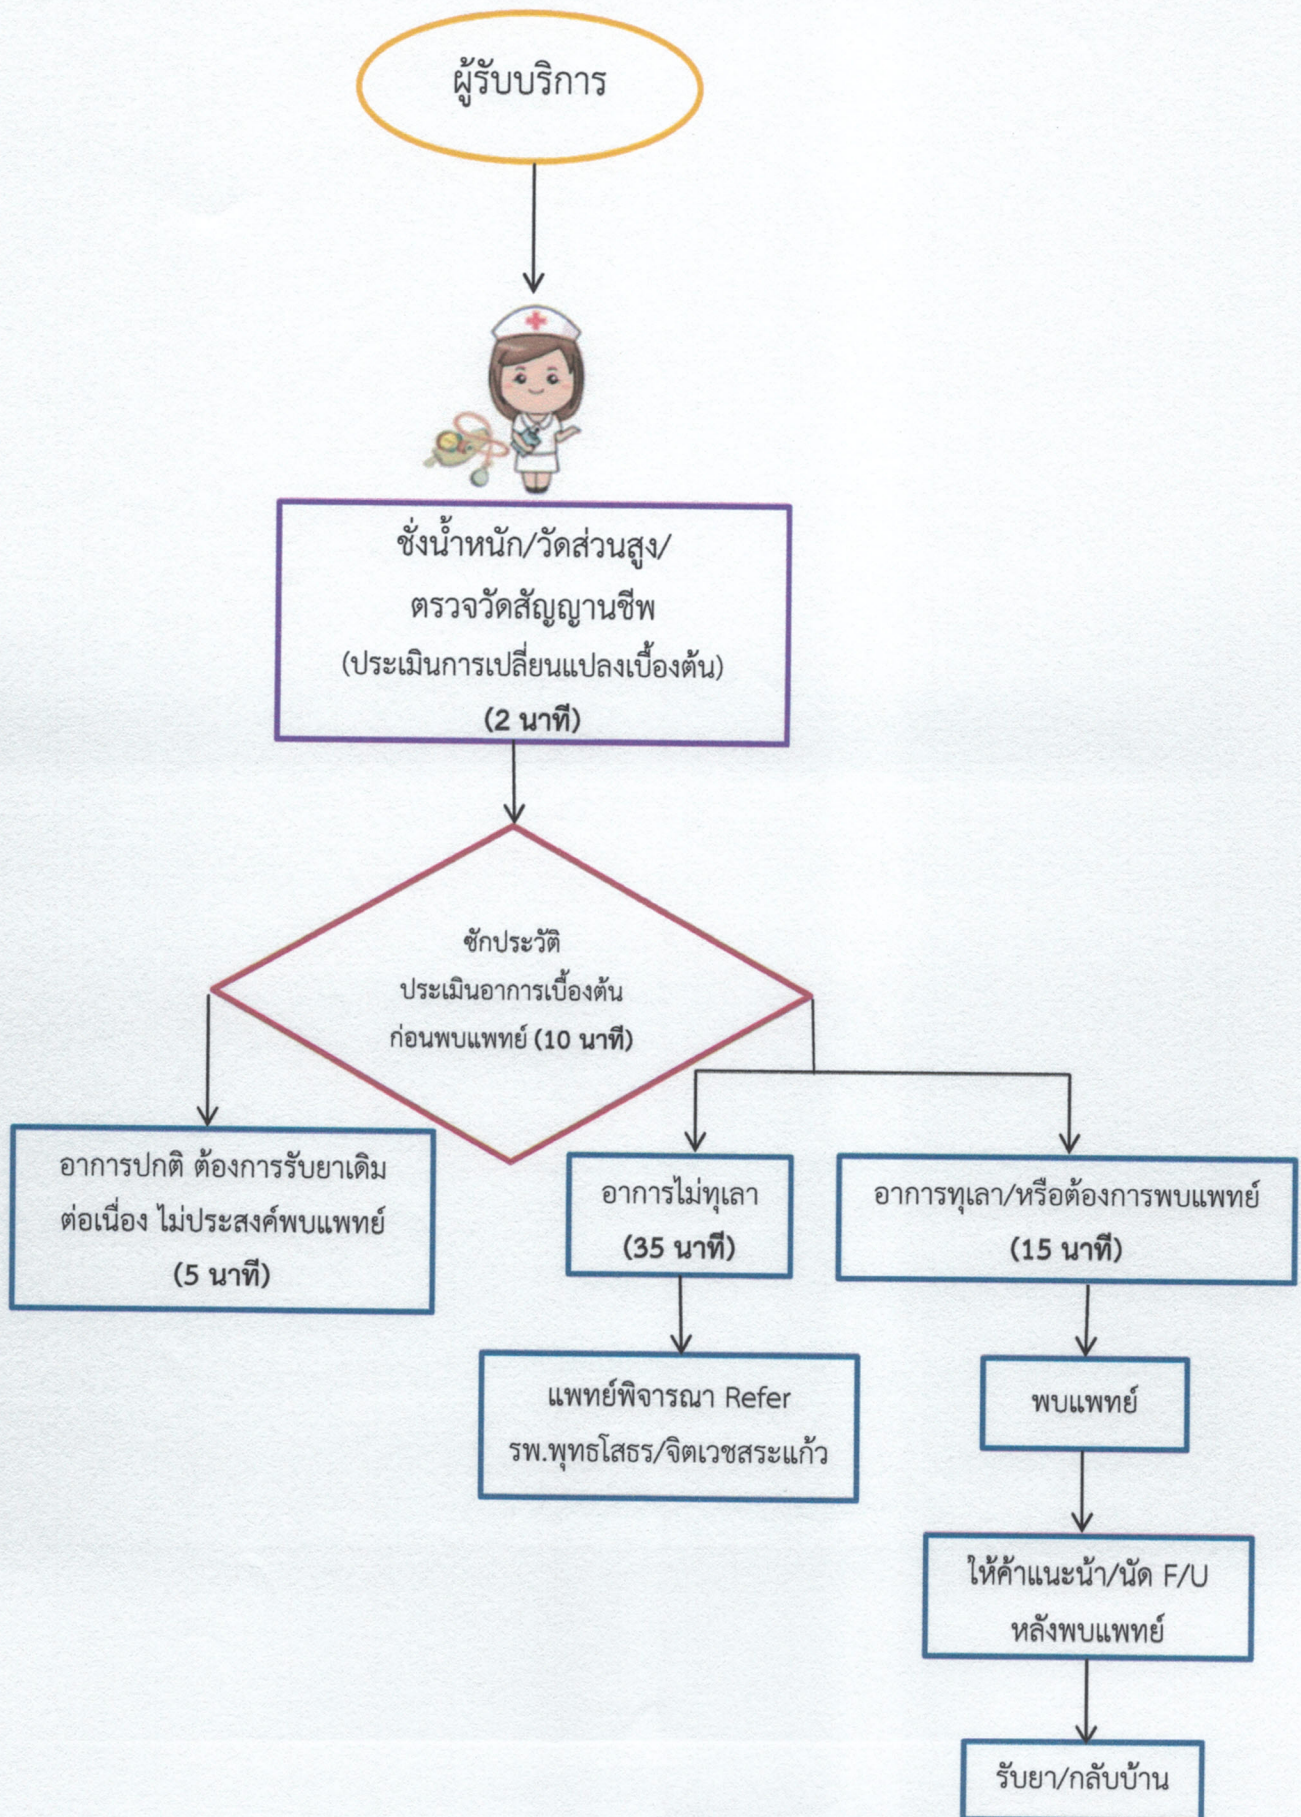 ผู้รับบริการ
ชั่งน้ำหนัก/วัดส่วนสูง/
ตรวจวัดสัญญานชีพ
(ประเมินการเปลี่ยนแปลงเบื้องต้น)
(2 นาที)
ซักประวัติ
ประเมินอาการเบื้องต้น
ก่อนพบแพทย์ (10 นาที)
อาการปกติ ต้องการรับยาเดิม
ต่อเนื่อง ไม่ประสงค์พบแพทย์
(5 นาที)
อาการไม่ทุเลา
(35 นาที)
อาการทุเลา/หรือต้องการพบแพทย์
(15 นาที)
แพทย์พิจารณา Refer
รพ.พุทธโสธร/จิตเวชสระแก้ว
พบแพทย์
ให้ค้าแนะน้า/นัด F/U
หลังพบแพทย์
รับยา/กลับบ้าน